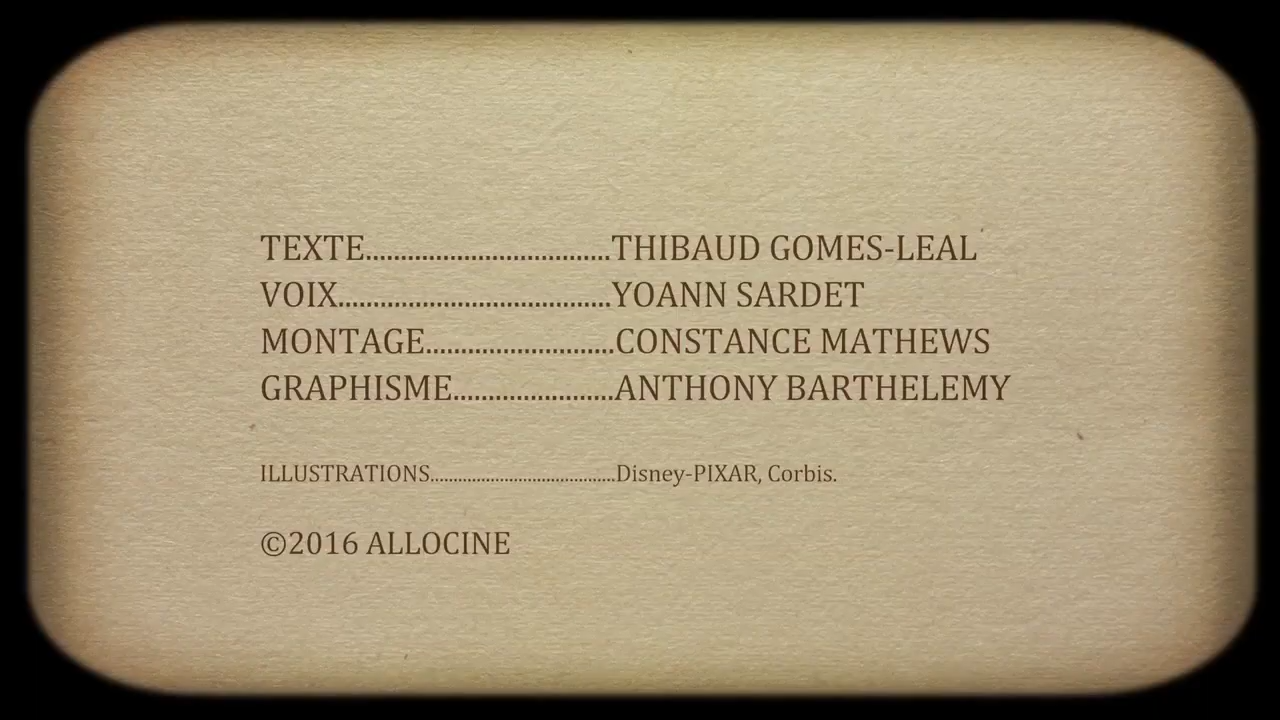 TEXTE...................................THIBAUD GOMES-LEAL
VOIX.......................................YOANN SARDET
MONTAGE...........................CONSTANCE MATHEWS
GRAPHISME.......................ANTHONY BARTHELEMY
ILLUSTRATIONS........................................Disney-PIXAR, Corbis.
©2016 ALLOCINE